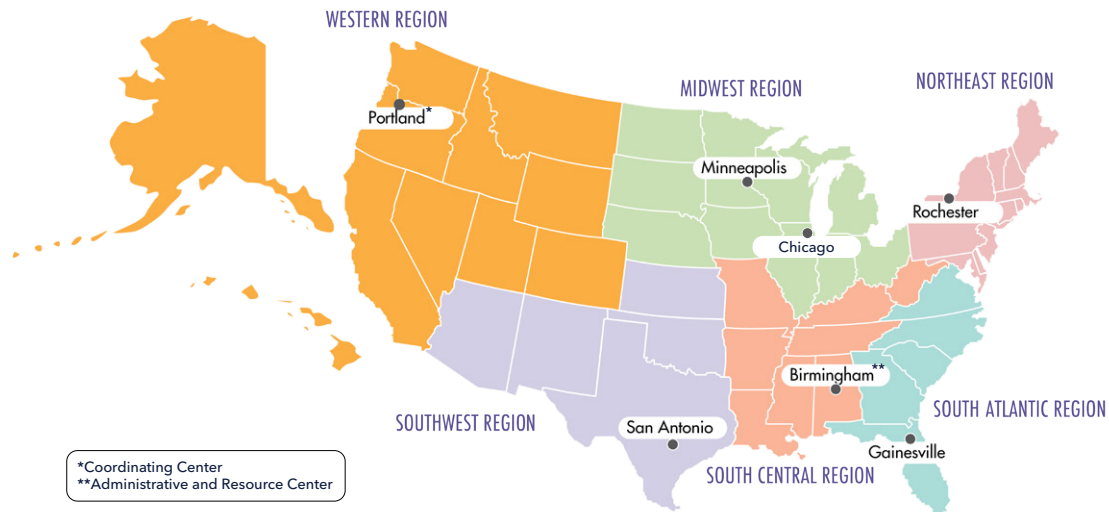 WESTERN REGION
MIDWEST REGION
NORTHEAST REGION
Portland*
Minneapolis
Rochester
Chicago
Birmingham**
SOUTHWEST REGION
San Antonio
SOUTH ATLANTIC REGION
Gainesville
SOUTH CENTRAL REGION
*Coordinating Center
**Administrative and Resource Center